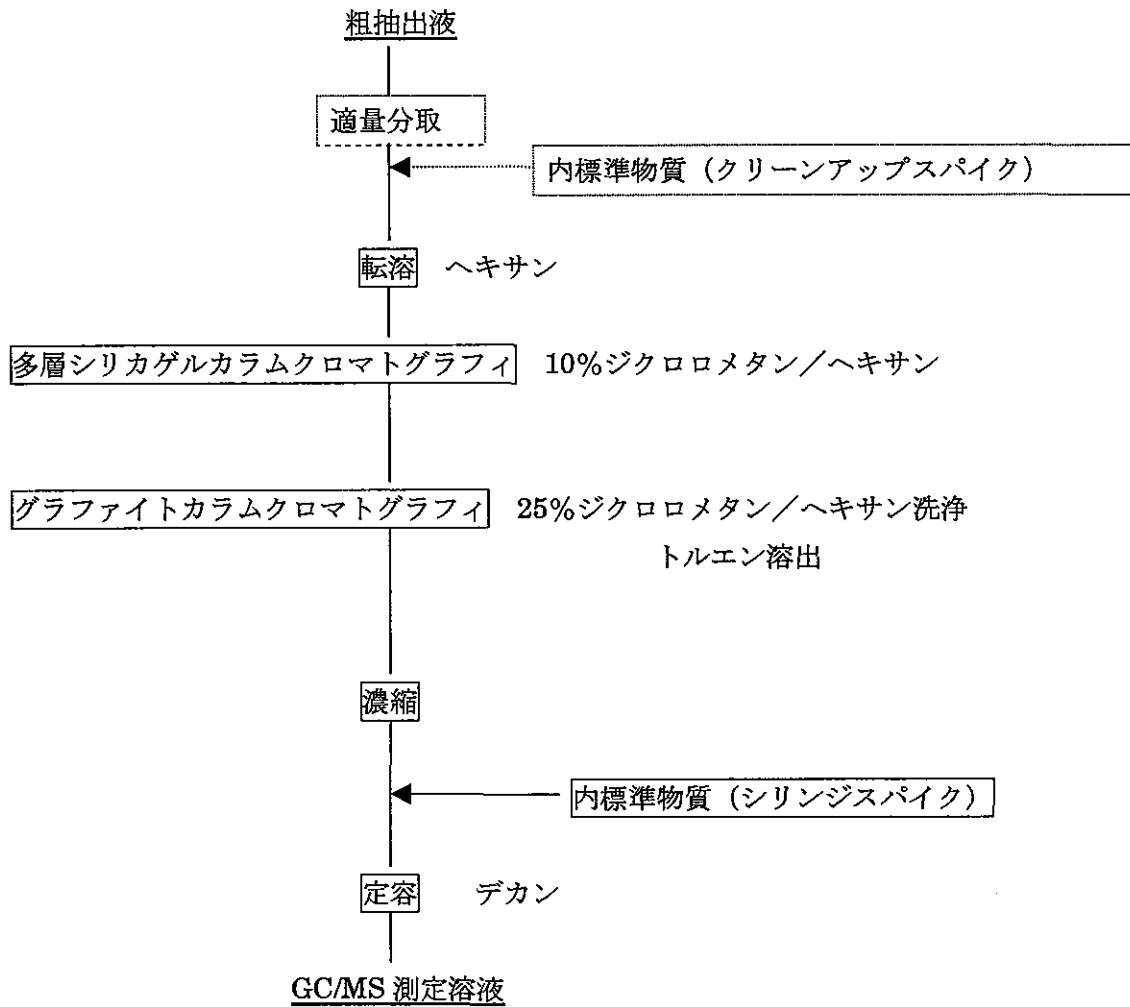 粗抽出液
適量分取
内標準物質（クリーンアップスパイク）
転溶 ヘキサン
多層シリカゲルカラムクロマトグラフィ 10%ジクロロメタン／ヘキサン
グラファイトカラムクロマトグラフィ 25%ジクロロメタン／ヘキサン洗浄
トルエン溶出
濃縮
内標準物質（シリンジスパイク）
定容 デカン
GC/MS 測定溶液